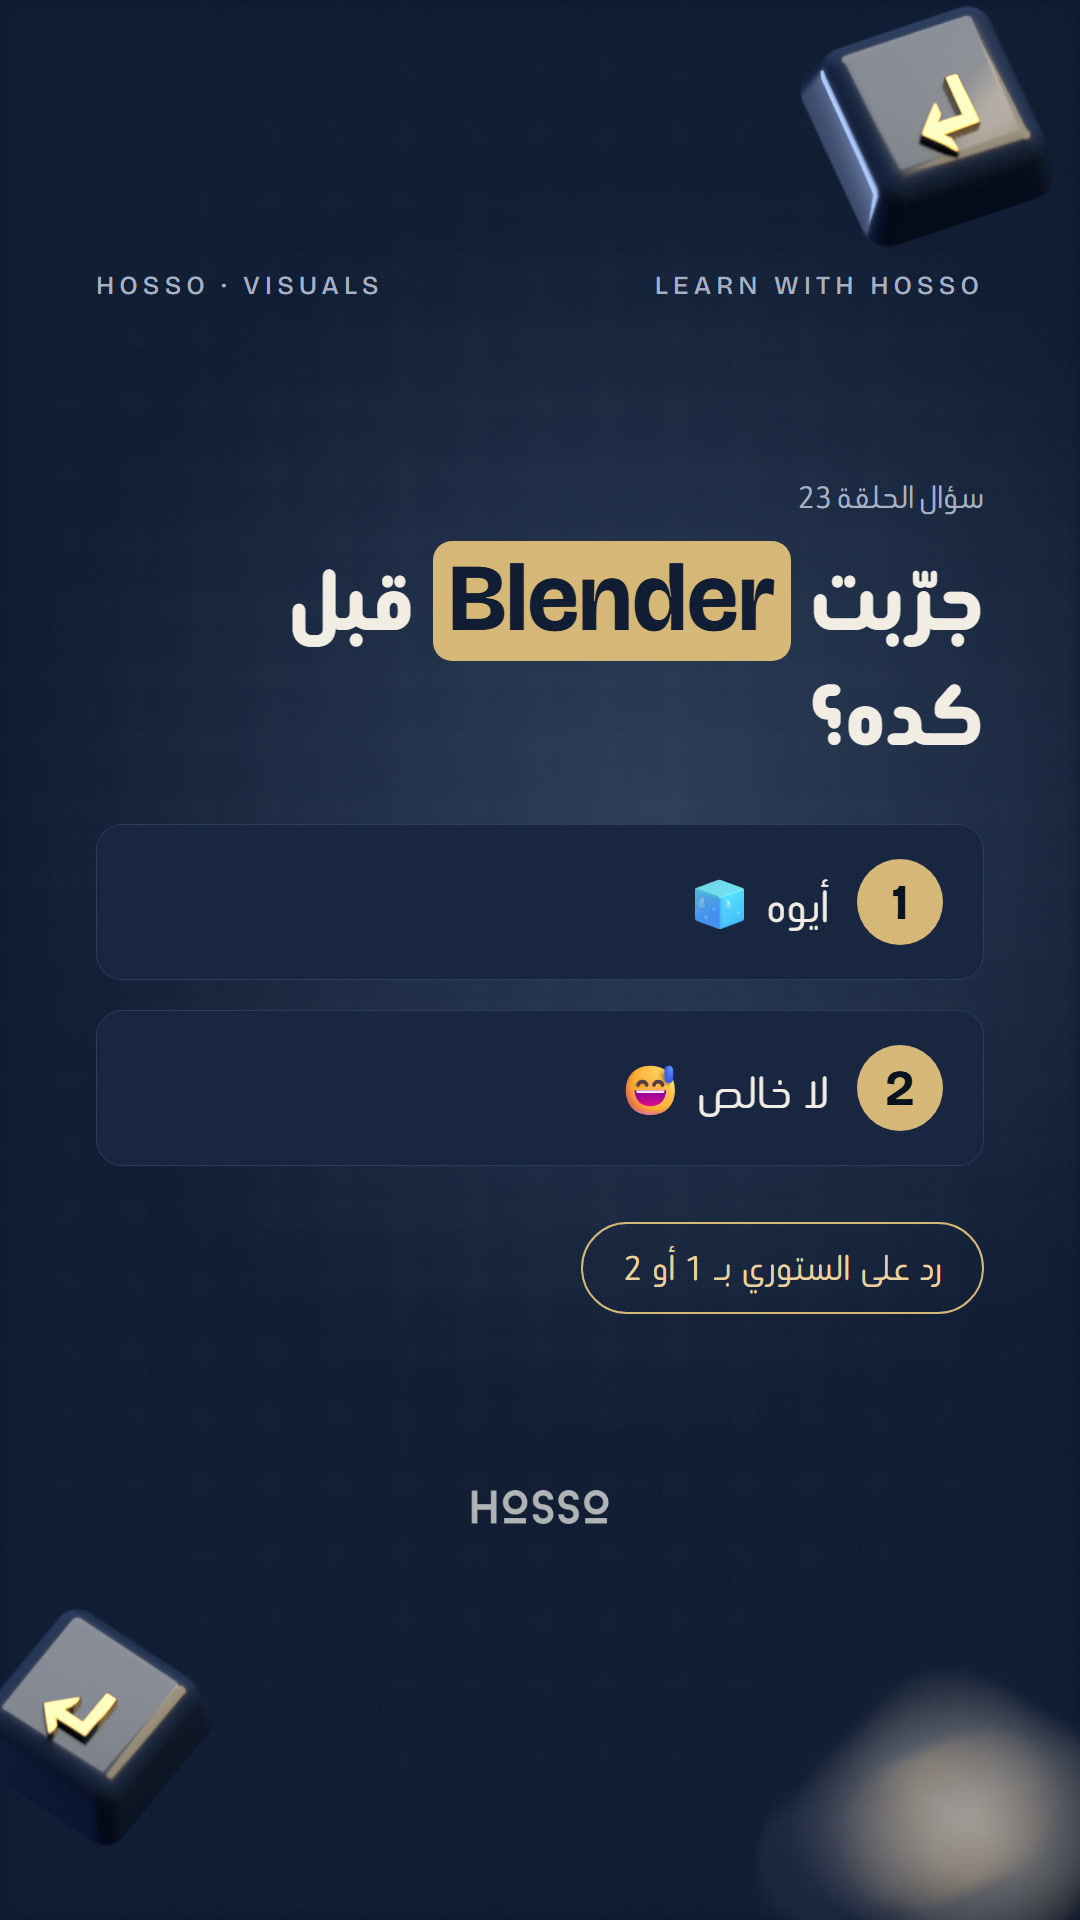 HOSSO · VISUALS
LEARN WITH HOSSO
سؤال الحلقة 23
جرّبت Blender قبل
كده؟
1 أيوه 🧊
2 لا خالص 😅
رد على الستوري بـ 1 أو 2
HOSSO